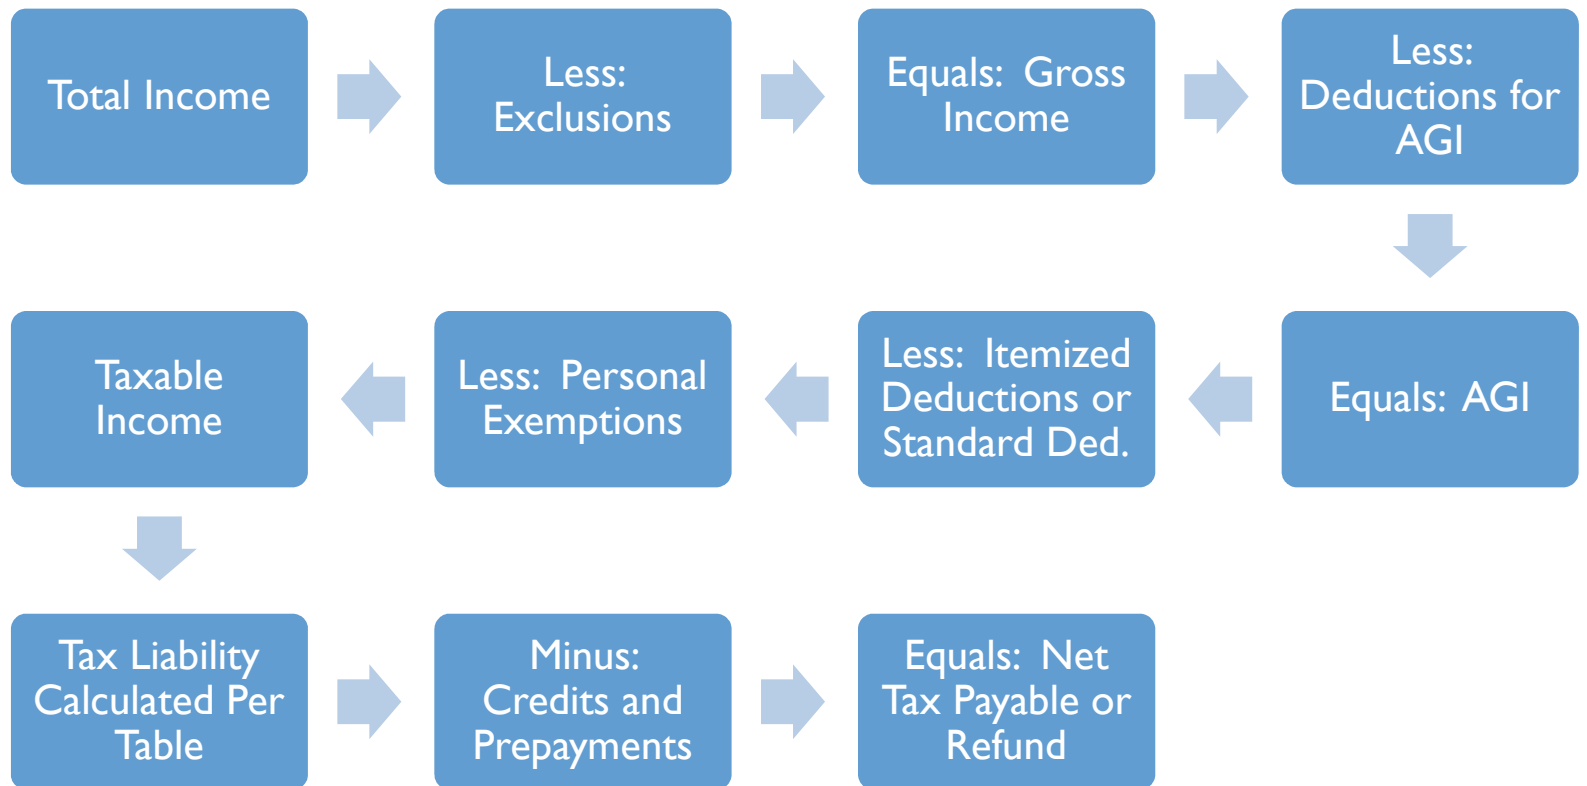 Total Income
Less:
Exclusions
Equals: Gross
Income
Less:
Deductions for
AGI
Equals: AGI
Less: Itemized
Deductions or
Standard Ded.
Less: Personal
Exemptions
Taxable
Income
Tax Liability
Calculated Per
Table
Minus:
Credits and
Prepayments
Equals: Net
Tax Payable or
Refund